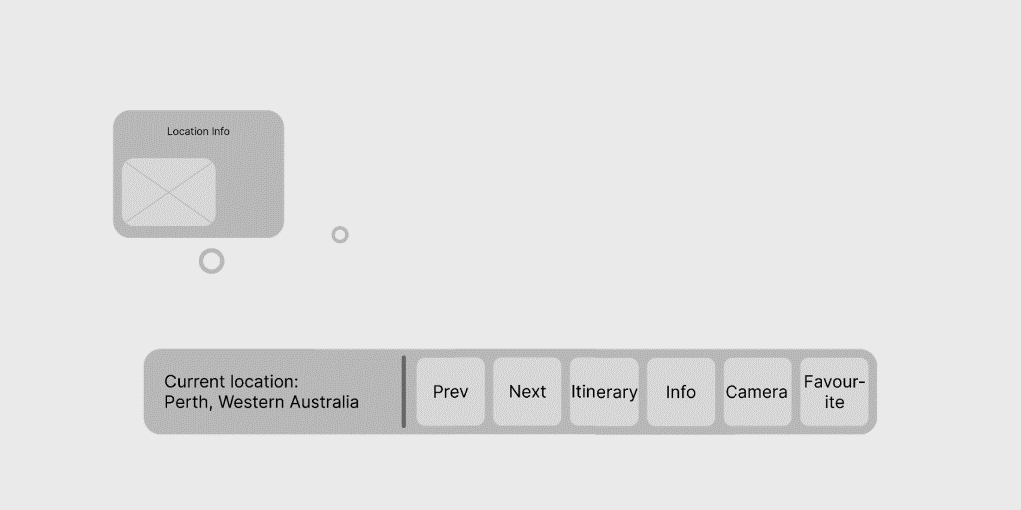 Location Info
Current location:
Perth, Western Australia
Prev
Next
Itinerary
Info
Camera
Favour-
ite